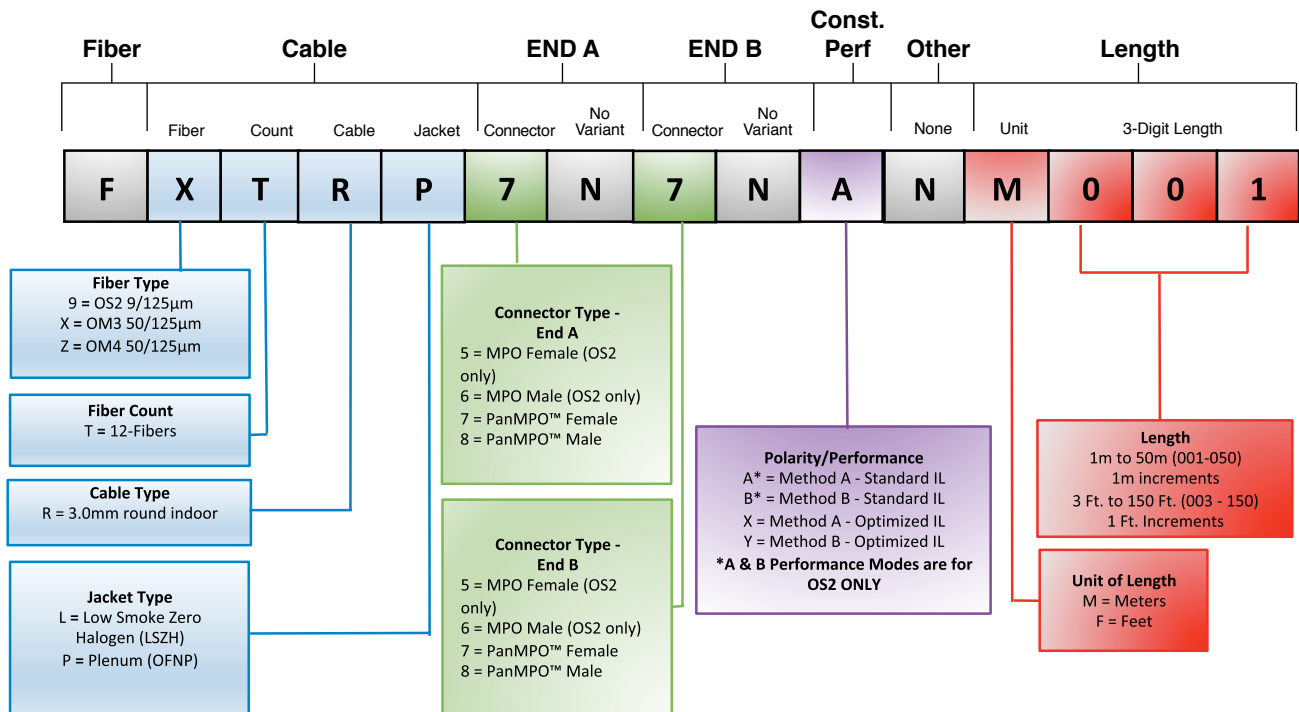 Fiber
Cable
END A
END B
Const.
Perf
Other
Length
Fiber
Count
Cable
Jacket
Connector
No
Variant
Connector
No
Variant
None
Unit
3-Digit Length
F X T R P 7 N 7 N A N M 0 0 1
Fiber Type
9 = OS2 9/125µm
X = OM3 50/125µm
Z = OM4 50/125µm
Fiber Count
T = 12-Fibers
Cable Type
R = 3.0mm round indoor
Jacket Type
L = Low Smoke Zero
Halogen (LSZH)
P = Plenum (OFNP)
Connector Type -
End A
5 = MPO Female (OS2
only)
6 = MPO Male (OS2 only)
7 = PanMPO™ Female
8 = PanMPO™ Male
Connector Type -
End B
5 = MPO Female (OS2
only)
6 = MPO Male (OS2 only)
7 = PanMPO™ Female
8 = PanMPO™ Male
Polarity/Performance
A* = Method A - Standard IL
B* = Method B - Standard IL
X = Method A - Optimized IL
Y = Method B - Optimized IL
*A & B Performance Modes are for
OS2 ONLY
Length
1m to 50m (001-050)
1m increments
3 Ft. to 150 Ft. (003 - 150)
1 Ft. Increments
Unit of Length
M = Meters
F = Feet